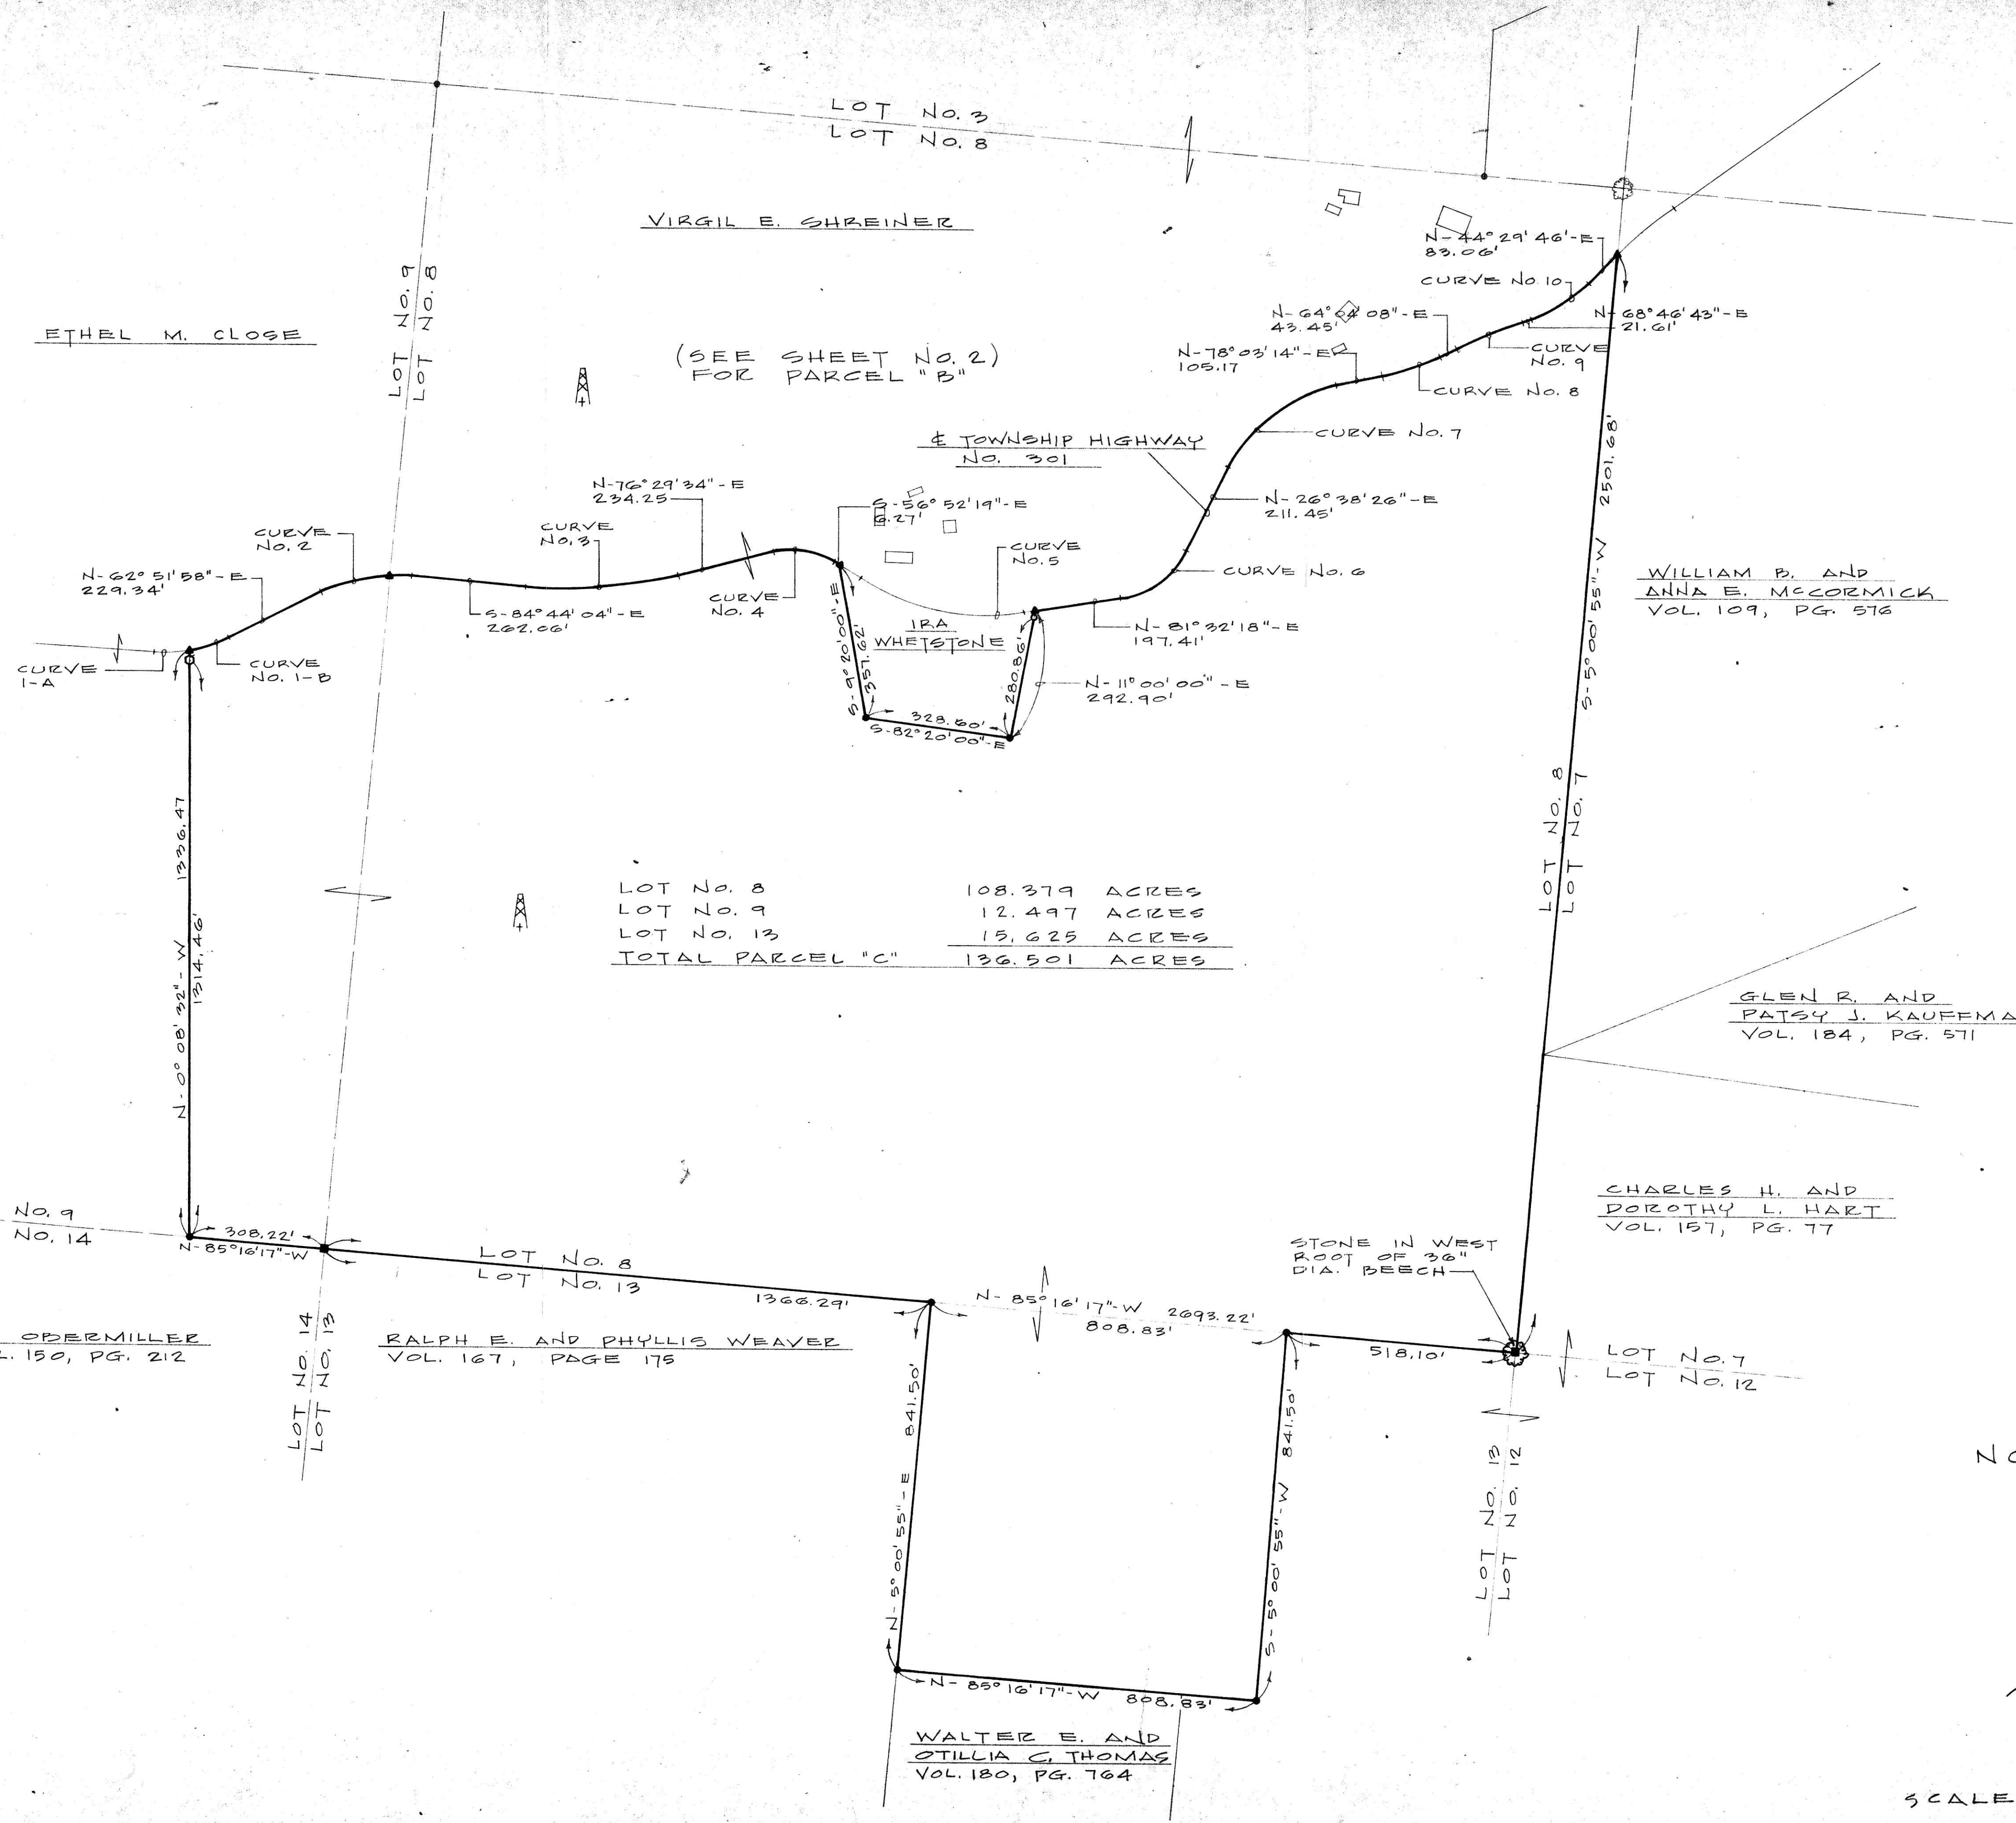 LOT No. 3
LOT No. 8
VIRGIL E. SHREINER
ETHEL M. CLOSE
LOT No. 9
LOT No. 8
(SEE SHEET No. 2)
FOR PARCEL "B"
N-44° 29' 46'-E
83.06'
CURVE No. 10
N-64° 04' 08"-E
43.45'
N-68° 46' 43"-E
21.61'
N-78° 03' 14"-E
105.17
CURVE
No. 9
CURVE No. 8
CURVE No. 7
℄ TOWNSHIP HIGHWAY
No. 301
N-26° 38' 26"-E
211.45'
N-76° 29' 34"-E
234.25
S-56° 52' 19"-E
6.27'
CURVE
No. 2
CURVE
No. 3
CURVE
No. 4
CURVE
No. 5
CURVE No. 6
N-62° 51' 58"-E
229.34'
S-84° 44' 04"-E
262.06'
IRA
WHETSTONE
N-81° 32' 18"-E
197.41'
CURVE
1-A
CURVE
No. 1-B
S-9° 20' 00"-E
357.62'
280.86'
N-11° 00' 00"-E
292.90'
328.60'
S-82° 20' 00"-E
S-5° 00' 55"-W 2501.68'
WILLIAM B. AND
ANNA E. McCORMICK
VOL. 109, PG. 576
LOT No. 8
LOT No. 7
N-0° 08' 32"-W 1336.47
1314.46'
LOT No. 8 108.379 ACRES
LOT No. 9 12.497 ACRES
LOT No. 13 15,625 ACRES
TOTAL PARCEL "C" 136.501 ACRES
GLEN R. AND
PATSY J. KAUFFMA
VOL. 184, PG. 571
CHARLES H. AND
DOROTHY L. HART
VOL. 157, PG. 77
No. 9
No. 14
308.22'
N-85° 16' 17"-W
LOT No. 8
LOT No. 13
1366.29'
N-85° 16' 17"-W 2693.22'
808.83'
STONE IN WEST
ROOT OF 36"
DIA. BEECH
518.10'
LOT No. 7
LOT No. 12
OBERMILLER
L. 150, PG. 212
LOT No. 14
LOT No. 13
RALPH E. AND PHYLLIS WEAVER
VOL. 167, PAGE 175
N-5° 00' 55"-E 841.50'
S-5° 00' 55"-W 841.50'
LOT No. 13
LOT No. 12
NO
N-85° 16' 17"-W 808.83'
WALTER E. AND
OTILLIA C. THOMAS
VOL. 180, PG. 764
SCALE